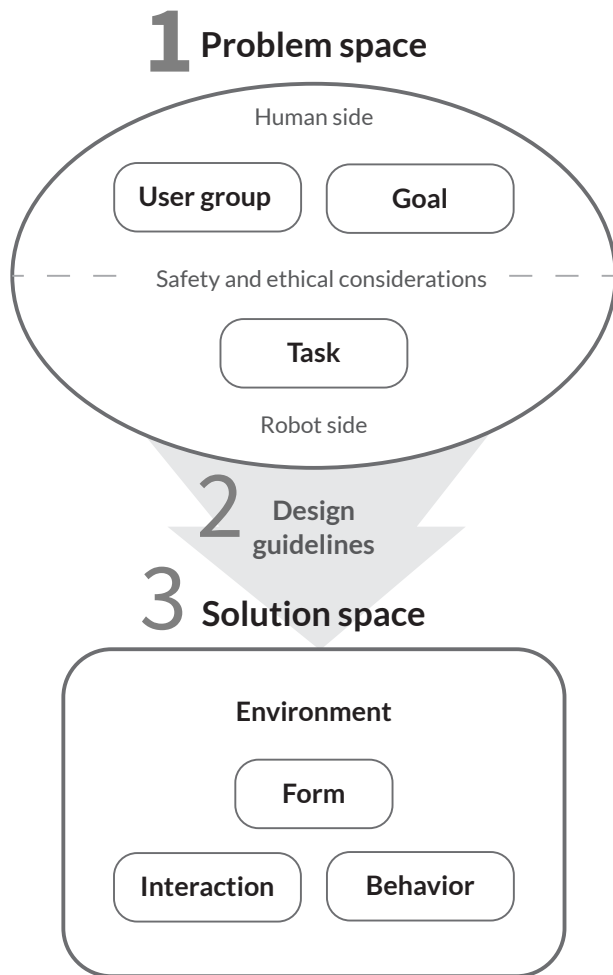 1 Problem space
Human side
User group
Goal
Safety and ethical considerations
Task
Robot side
2 Design
guidelines
3 Solution space
Environment
Form
Interaction
Behavior